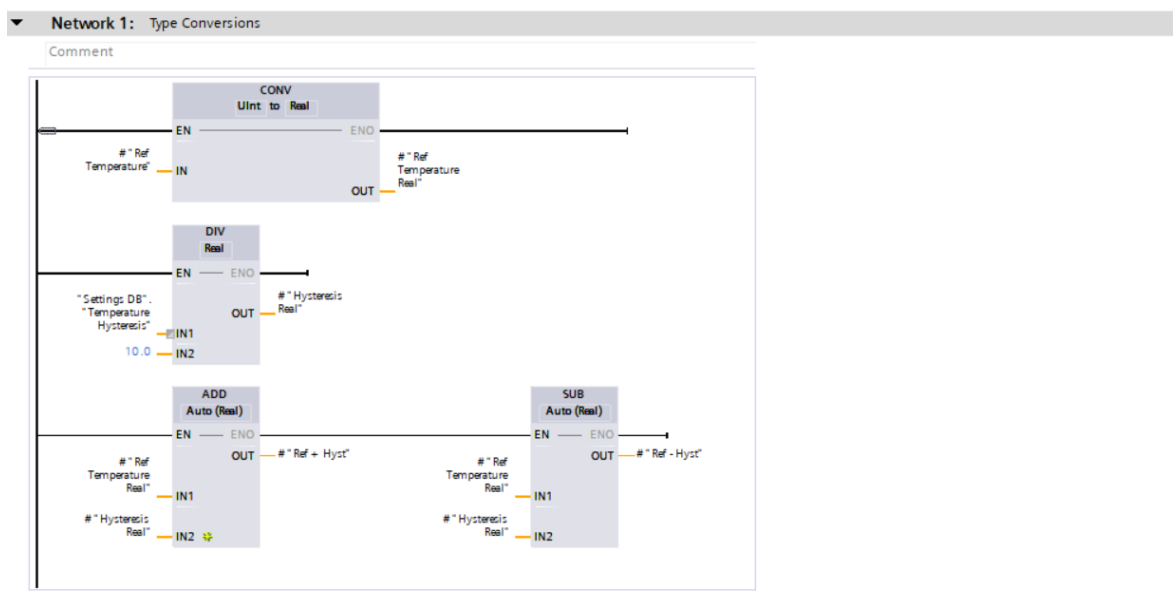 Network 1: Type Conversions
Comment
CONV
UInt to Real
EN ENO
#"Ref
Temperature" IN
OUT #"Ref
Temperature
Real"
DIV
Real
EN ENO
"Settings DB".
"Temperature
Hysteresis" IN1
10.0 IN2
OUT #"Hysteresis
Real"
ADD
Auto (Real)
EN ENO
OUT #"Ref + Hyst"
#"Ref
Temperature
Real" IN1
#"Hysteresis
Real" IN2
SUB
Auto (Real)
EN ENO
OUT #"Ref - Hyst"
#"Ref
Temperature
Real" IN1
#"Hysteresis
Real" IN2